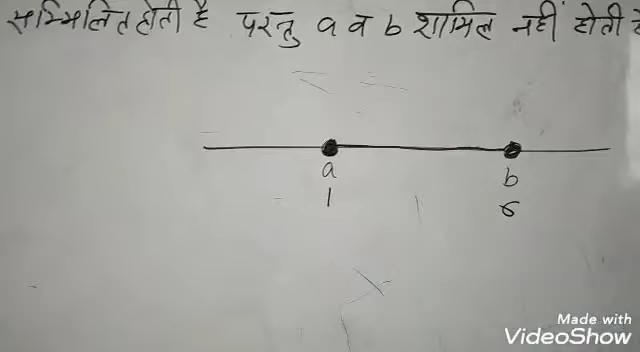 सम्मिलित होती है परन्तु a व b शामिल नहीं होती है
a b
1 6
Made with
VideoShow